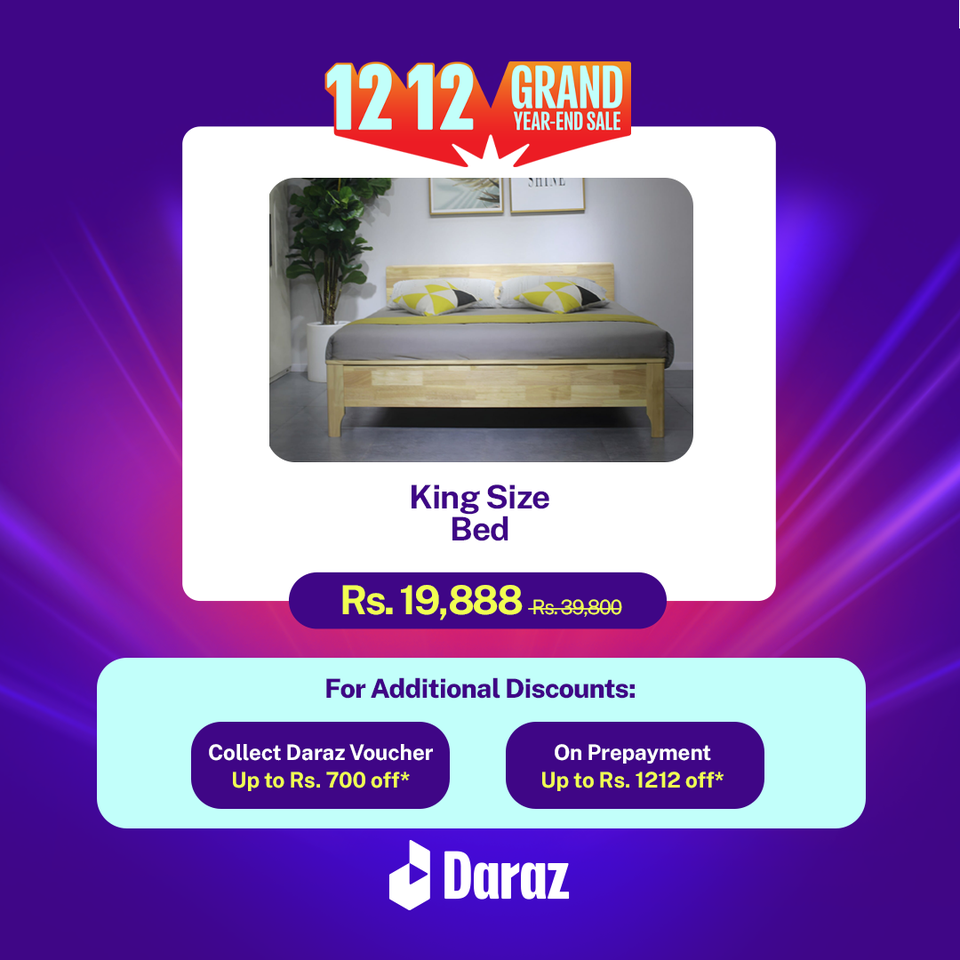 12 12 GRAND
YEAR-END SALE
SHINE
King Size
Bed
Rs. 19,888 Rs. 39,800
For Additional Discounts:
Collect Daraz Voucher
Up to Rs. 700 off*
On Prepayment
Up to Rs. 1212 off*
Daraz